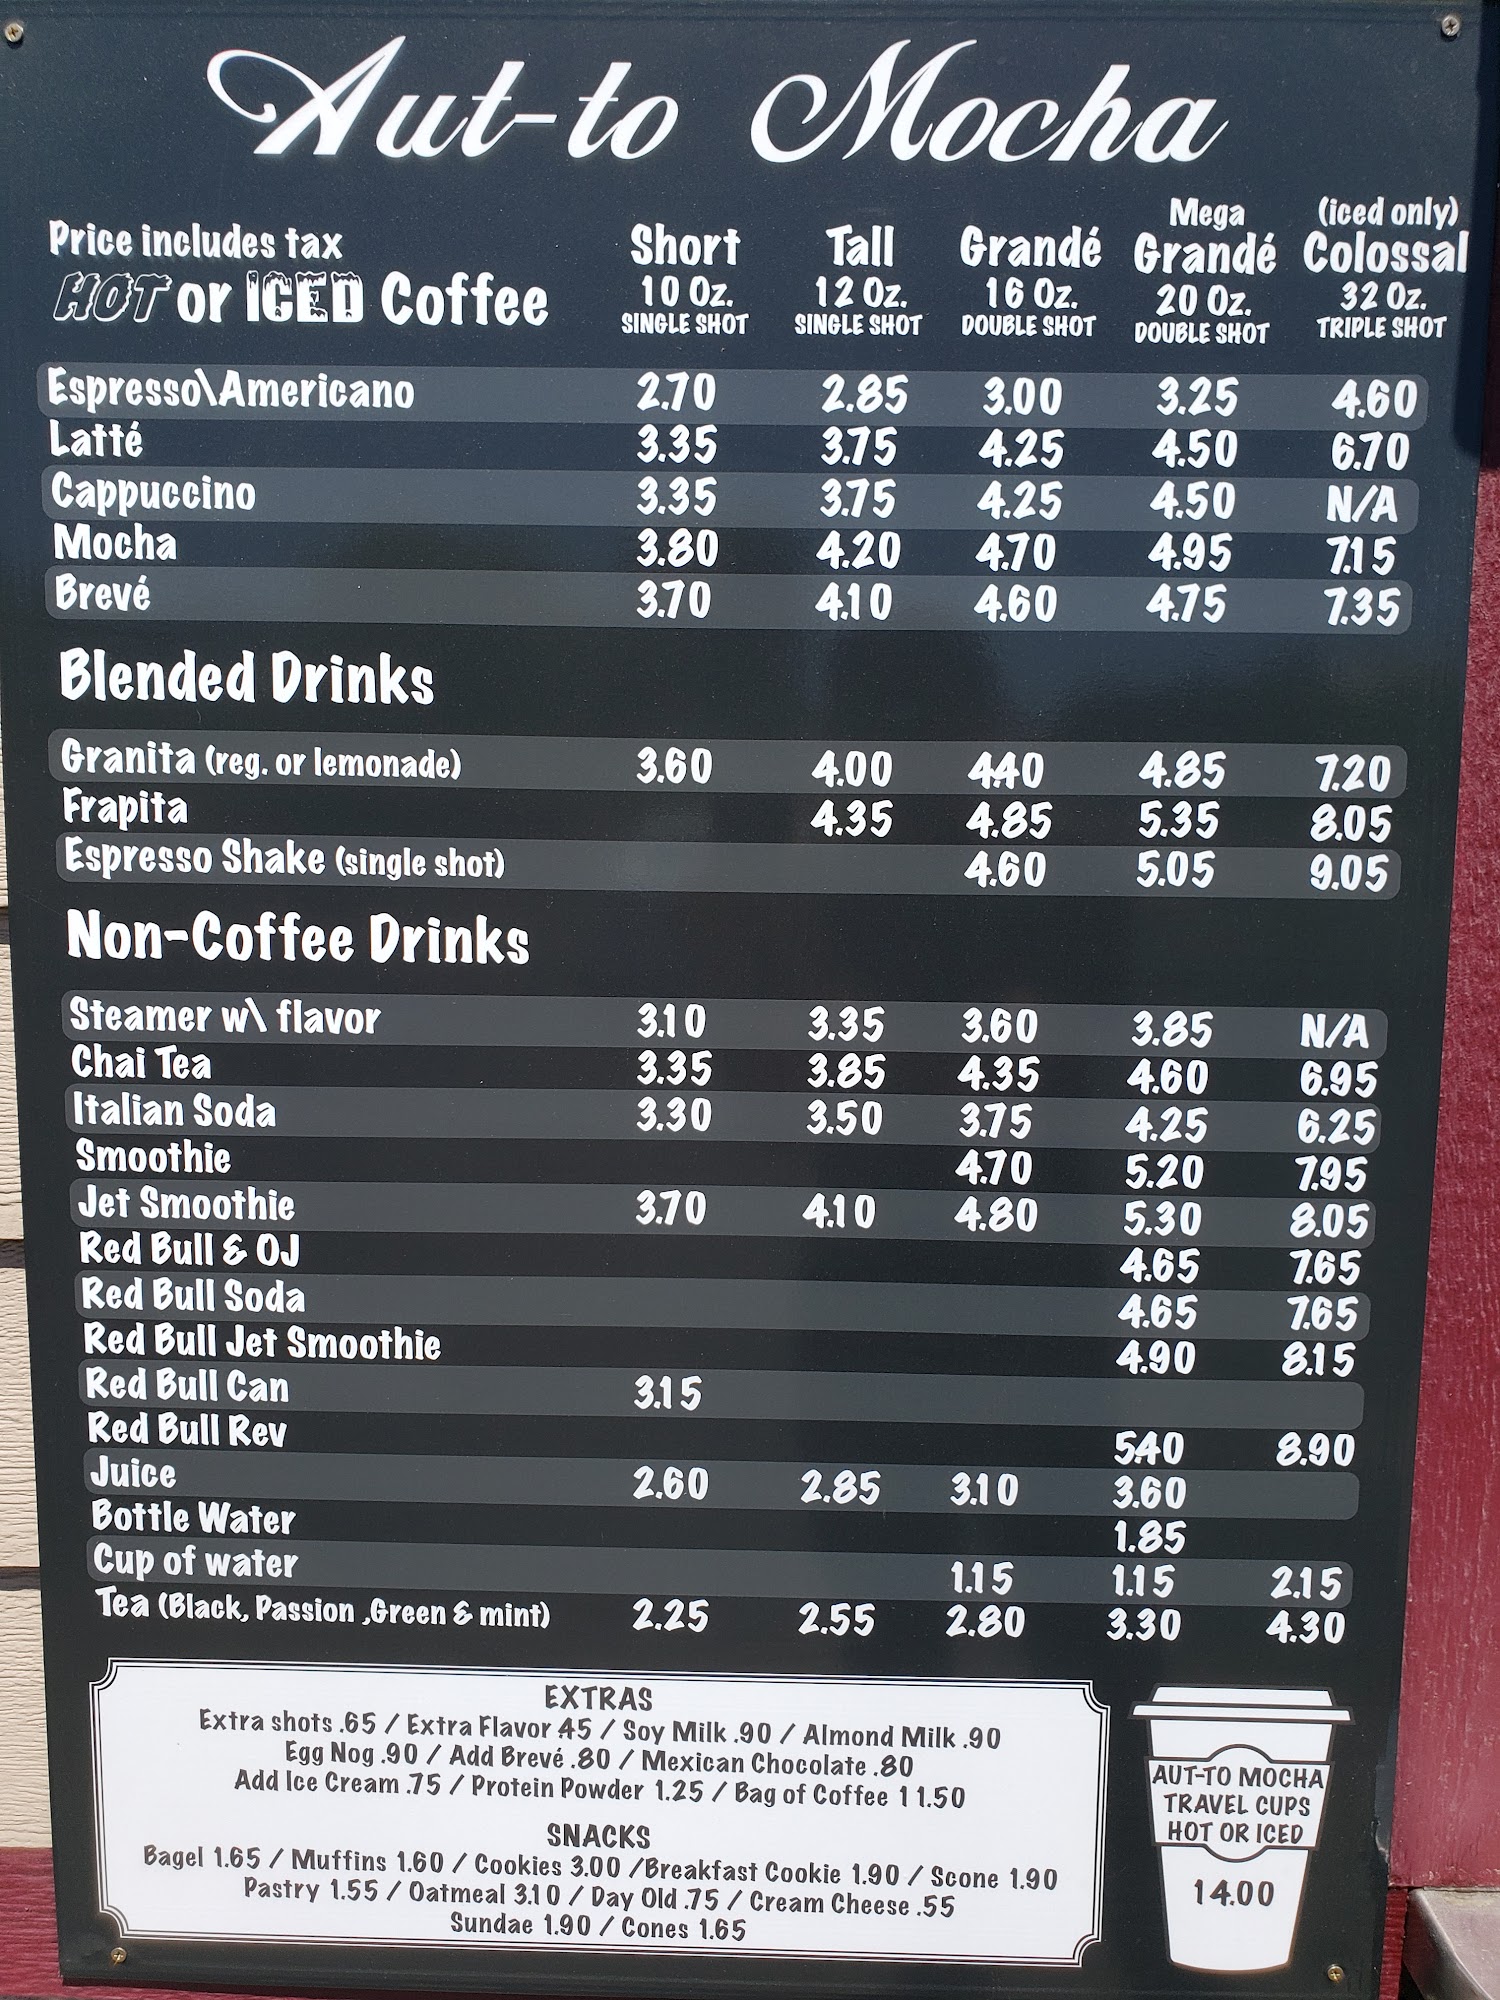 Aut-to Mocha
Price includes tax
HOT or ICED Coffee
Short 10 Oz. SINGLE SHOT
Tall 12 Oz. SINGLE SHOT
Grandé 16 Oz. DOUBLE SHOT
Mega Grandé 20 Oz. DOUBLE SHOT
(iced only) Colossal 32 Oz. TRIPLE SHOT
Espresso\Americano 2.70 2.85 3.00 3.25 4.60
Latté 3.35 3.75 4.25 4.50 6.70
Cappuccino 3.35 3.75 4.25 4.50 N/A
Mocha 3.80 4.20 4.70 4.95 7.15
Brevé 3.70 4.10 4.60 4.75 7.35
Blended Drinks
Granita (reg. or lemonade) 3.60 4.00 4.40 4.85 7.20
Frapita 4.35 4.85 5.35 8.05
Espresso Shake (single shot) 4.60 5.05 9.05
Non-Coffee Drinks
Steamer w\ flavor 3.10 3.35 3.60 3.85 N/A
Chai Tea 3.35 3.85 4.35 4.60 6.95
Italian Soda 3.30 3.50 3.75 4.25 6.25
Smoothie 4.70 5.20 7.95
Jet Smoothie 3.70 4.10 4.80 5.30 8.05
Red Bull & OJ 4.65 7.65
Red Bull Soda 4.65 7.65
Red Bull Jet Smoothie 4.90 8.15
Red Bull Can 3.15
Red Bull Rev 5.40 8.90
Juice 2.60 2.85 3.10 3.60
Bottle Water 1.85
Cup of water 1.15 1.15 2.15
Tea (Black, Passion ,Green & mint) 2.25 2.55 2.80 3.30 4.30
EXTRAS
Extra shots .65 / Extra Flavor .45 / Soy Milk .90 / Almond Milk .90
Egg Nog .90 / Add Brevé .80 / Mexican Chocolate .80
Add Ice Cream .75 / Protein Powder 1.25 / Bag of Coffee 11.50
SNACKS
Bagel 1.65 / Muffins 1.60 / Cookies 3.00 /Breakfast Cookie 1.90 / Scone 1.90
Pastry 1.55 / Oatmeal 3.10 / Day Old .75 / Cream Cheese .55
Sundae 1.90 / Cones 1.65
AUT-TO MOCHA
TRAVEL CUPS
HOT OR ICED
14.00